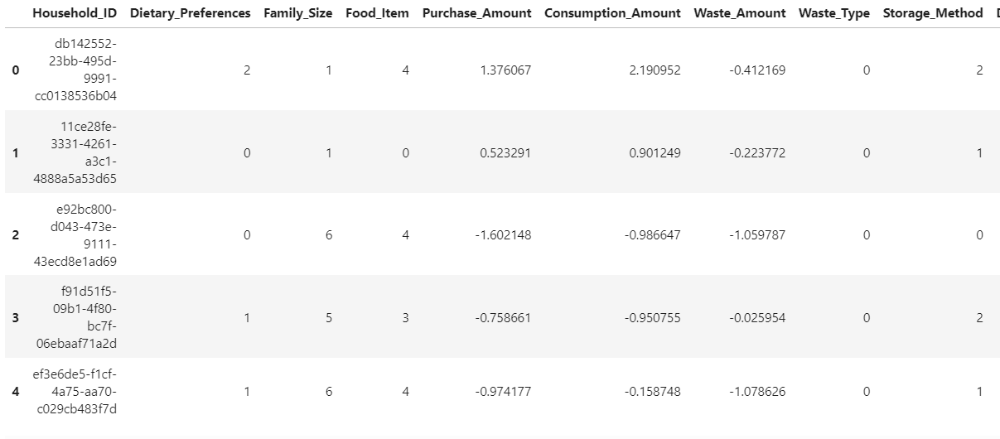 Household_ID Dietary_Preferences Family_Size Food_Item Purchase_Amount Consumption_Amount Waste_Amount Waste_Type Storage_Method
db142552-
23bb-495d-
0 9991- 2 1 4 1.376067 2.190952 -0.412169 0 2
cc0138536b04
11ce28fe-
3331-4261-
1 a3c1- 0 1 0 0.523291 0.901249 -0.223772 0 1
4888a5a53d65
e92bc800-
d043-473e-
2 9111- 0 6 4 -1.602148 -0.986647 -1.059787 0 0
43ecd8e1ad69
f91d51f5-
09b1-4f80-
3 bc7f- 1 5 3 -0.758661 -0.950755 -0.025954 0 2
06ebaaf71a2d
ef3e6de5-f1cf-
4 4a75-aa70- 1 6 4 -0.974177 -0.158748 -1.078626 0 1
c029cb483f7d